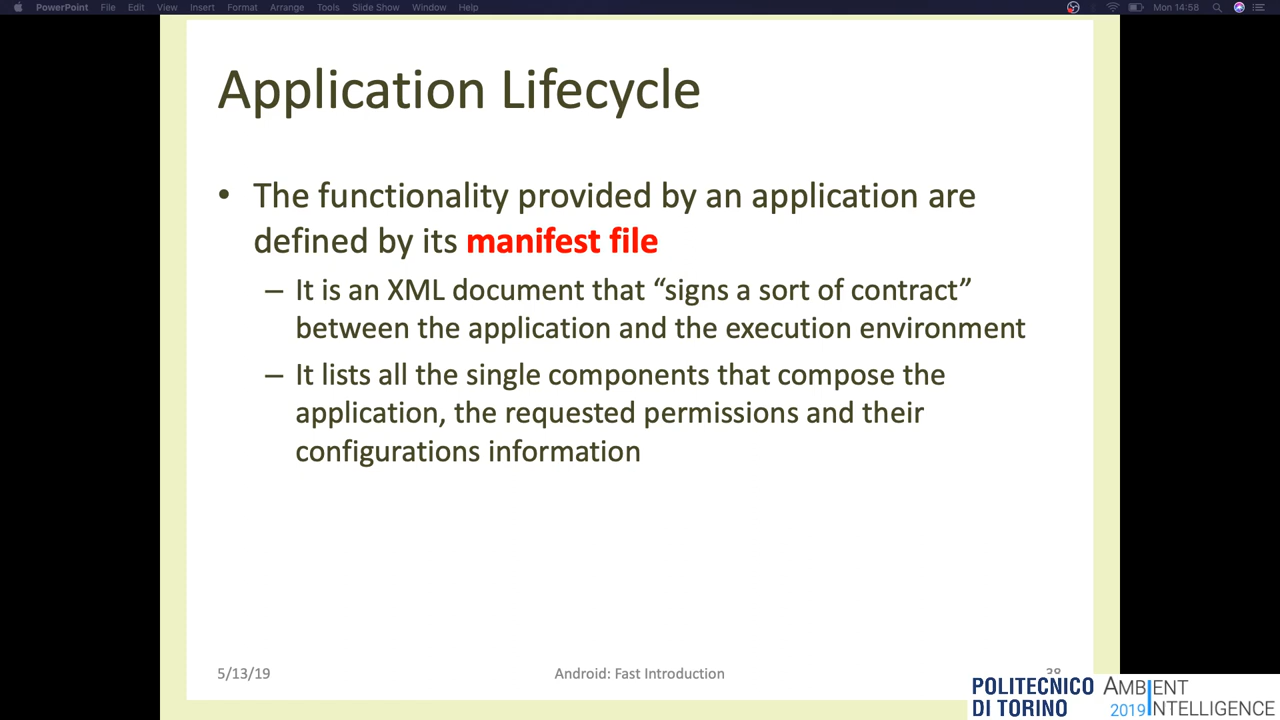 PowerPoint File Edit View Insert Format Arrange Tools Slide Show Window Help Mon 14:58
Application Lifecycle
• The functionality provided by an application are
defined by its manifest file
– It is an XML document that “signs a sort of contract”
between the application and the execution environment
– It lists all the single components that compose the
application, the requested permissions and their
configurations information
5/13/19 Android: Fast Introduction 38
POLITECNICO
DI TORINO
AMBIENT
2019 INTELLIGENCE